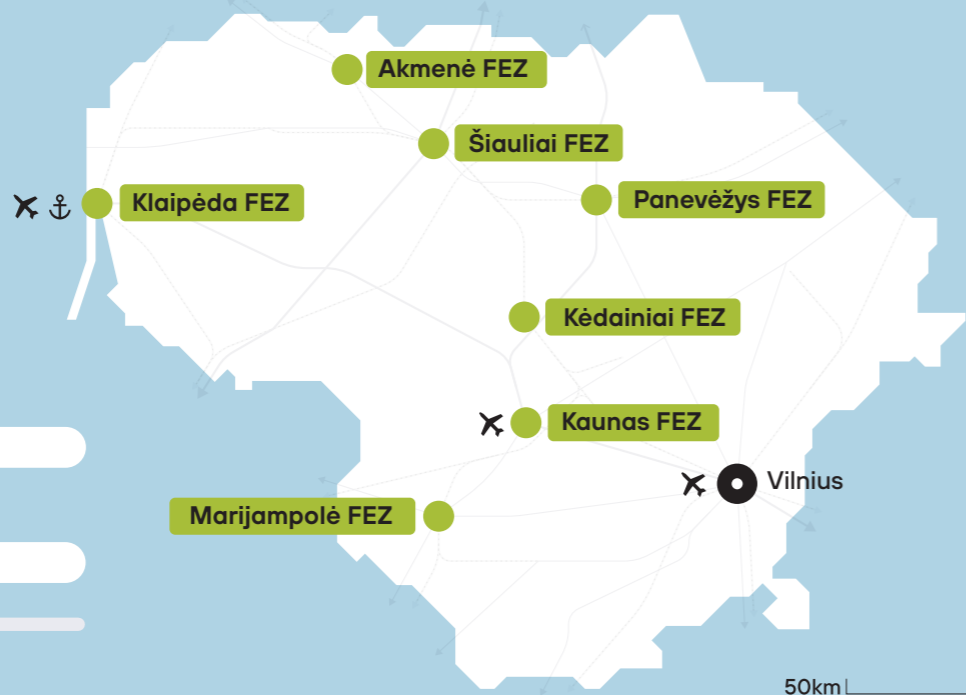 Akmenė FEZ
Šiauliai FEZ
Klaipėda FEZ
Panevėžys FEZ
Kėdainiai FEZ
Kaunas FEZ
Vilnius
Marijampolė FEZ
50km